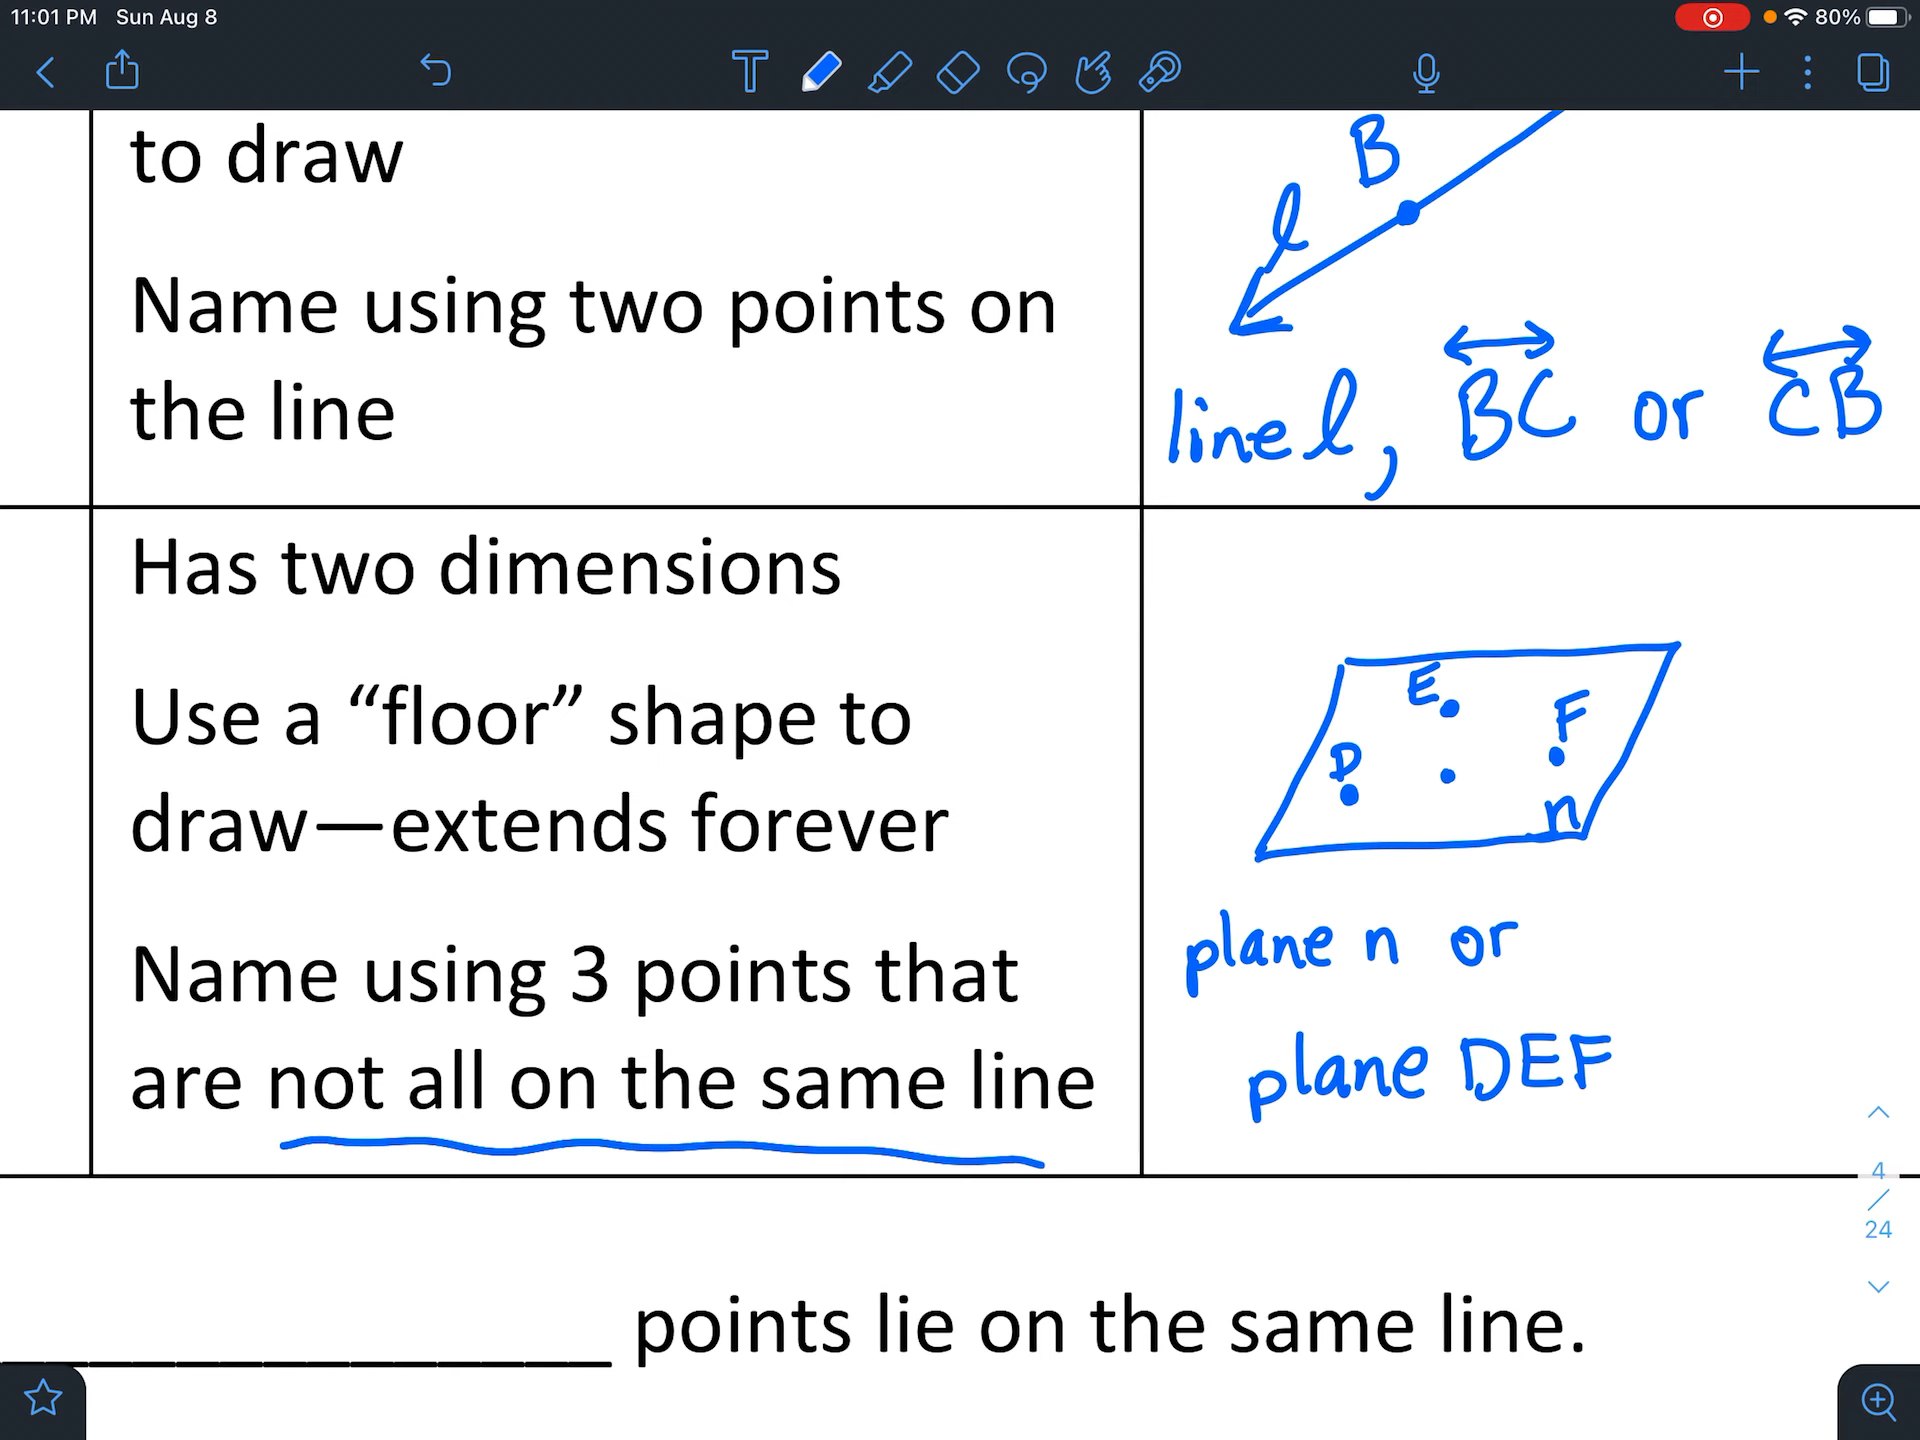 11:01 PM Sun Aug 8
80%
to draw
Name using two points on
the line
B
l
line l, BC or CB
Has two dimensions
Use a “floor” shape to
draw—extends forever
Name using 3 points that
are not all on the same line
E
F
D
n
plane n or
plane DEF
4
/
24
points lie on the same line.